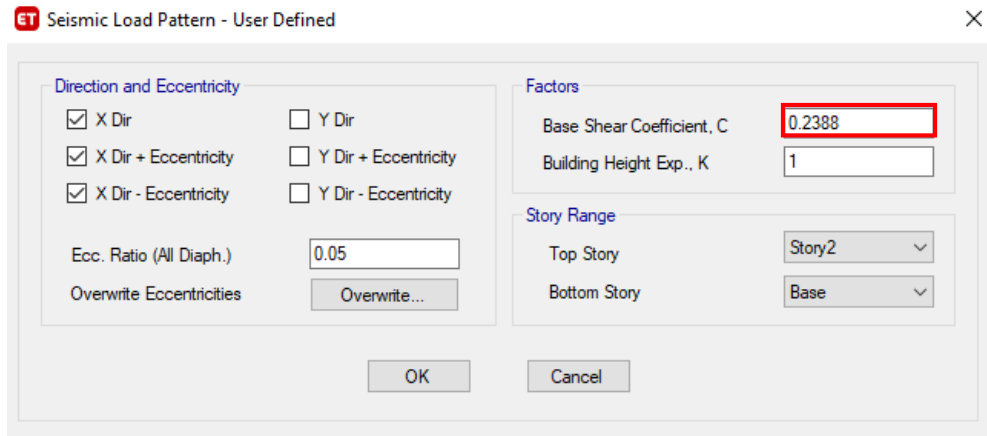 ET Seismic Load Pattern - User Defined
Direction and Eccentricity
X Dir
Y Dir
X Dir + Eccentricity
Y Dir + Eccentricity
X Dir - Eccentricity
Y Dir - Eccentricity
Ecc. Ratio (All Diaph.)
0.05
Overwrite Eccentricities
Overwrite...
Factors
Base Shear Coefficient, C
0.2388
Building Height Exp., K
1
Story Range
Top Story
Story2
Bottom Story
Base
OK
Cancel